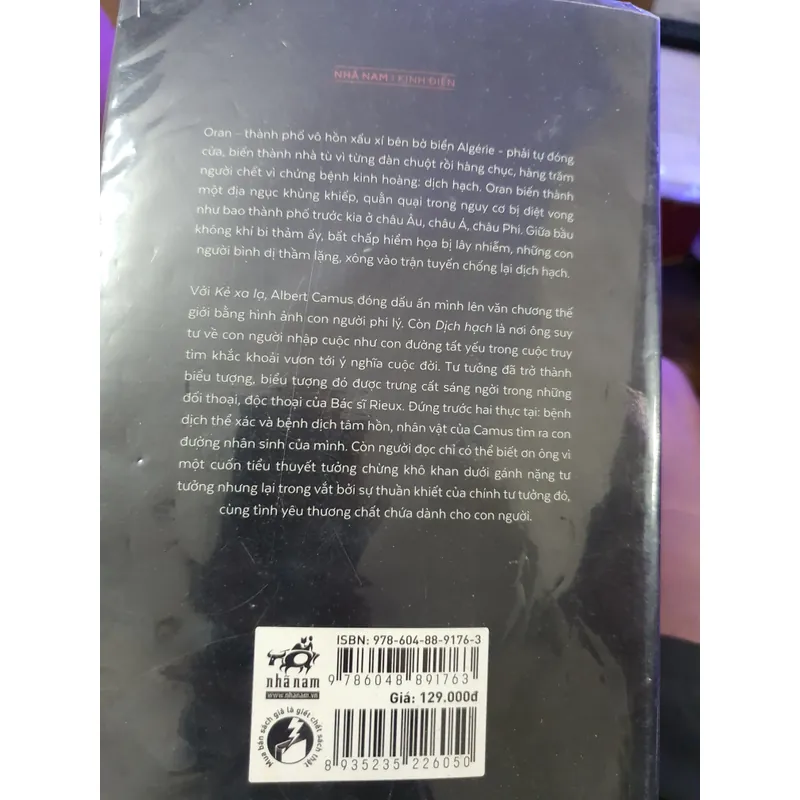 NHÃ NAM | KINH ĐIỂN
Oran – thành phố vô hồn xấu xí bên bờ biển Algérie - phải tự đóng
cửa, biến thành nhà tù vì từng đàn chuột rồi hàng chục, hàng trăm
người chết vì chứng bệnh kinh hoàng: dịch hạch. Oran biến thành
một địa ngục khủng khiếp, quằn quại trong nguy cơ bị diệt vong
như bao thành phố trước kia ở châu Âu, châu Á, châu Phi. Giữa bầu
không khí bi thảm ấy, bất chấp hiểm họa bị lây nhiễm, những con
người bình dị thầm lặng, xông vào trận tuyến chống lại dịch hạch.
Với Kẻ xa lạ, Albert Camus đóng dấu ấn mình lên văn chương thế
giới bằng hình ảnh con người phi lý. Còn Dịch hạch là nơi ông suy
tư về con người nhập cuộc như con đường tất yếu trong cuộc truy
tìm khắc khoải vươn tới ý nghĩa cuộc đời. Tư tưởng đã trở thành
biểu tượng, biểu tượng đó được trưng cất sáng ngời trong những
đối thoại, độc thoại của Bác sĩ Rieux. Đứng trước hai thực tại: bệnh
dịch thể xác và bệnh dịch tâm hồn, nhân vật của Camus tìm ra con
đường nhân sinh của mình. Còn người đọc chỉ có thể biết ơn ông vì
một cuốn tiểu thuyết tưởng chừng khô khan dưới gánh nặng tư
tưởng nhưng lại trong vắt bởi sự thuần khiết của chính tư tưởng đó,
cùng tình yêu thương chất chứa dành cho con người.
ISBN: 978-604-88-9176-3
9 786048 891763
nhã nam
www.nhanam.vn
Giá: 129.000đ
Mua bán sách giả là giết chết sách thật
8 935235 226050